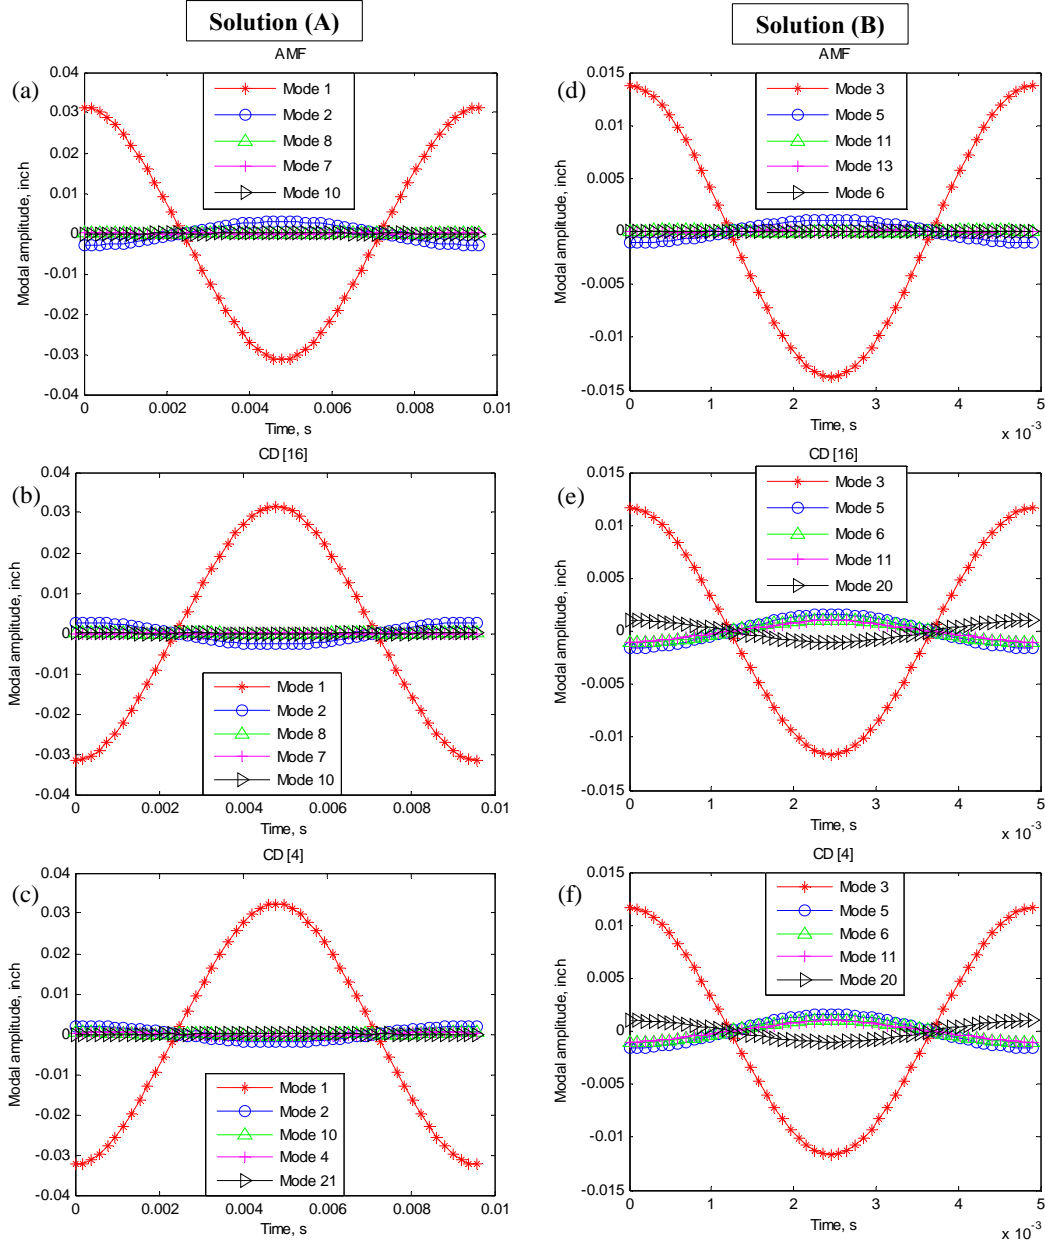 Solution (A)
AMF
(a)
0.04
0.03
0.02
0.01
0
-0.01
-0.02
-0.03
-0.04
Modal amplitude, inch
Mode 1
Mode 2
Mode 8
Mode 7
Mode 10
0
0.002
0.004
0.006
0.008
0.01
Time, s
Solution (B)
AMF
(d)
0.015
0.01
0.005
0
-0.005
-0.01
-0.015
Modal amplitude, inch
Mode 3
Mode 5
Mode 11
Mode 13
Mode 6
0
1
2
3
4
5
Time, s
x 10⁻³
CD [16]
(b)
0.04
0.03
0.02
0.01
0
-0.01
-0.02
-0.03
-0.04
Modal amplitude, inch
Mode 1
Mode 2
Mode 8
Mode 7
Mode 10
0
0.002
0.004
0.006
0.008
0.01
Time, s
CD [16]
(e)
0.015
0.01
0.005
0
-0.005
-0.01
-0.015
Modal amplitude, inch
Mode 3
Mode 5
Mode 6
Mode 11
Mode 20
0
1
2
3
4
5
Time, s
x 10⁻³
CD [4]
(c)
0.04
0.03
0.02
0.01
0
-0.01
-0.02
-0.03
-0.04
Modal amplitude, inch
Mode 1
Mode 2
Mode 10
Mode 4
Mode 21
0
0.002
0.004
0.006
0.008
0.01
Time, s
CD [4]
(f)
0.015
0.01
0.005
0
-0.005
-0.01
-0.015
Modal amplitude, inch
Mode 3
Mode 5
Mode 6
Mode 11
Mode 20
0
1
2
3
4
5
Time, s
x 10⁻³